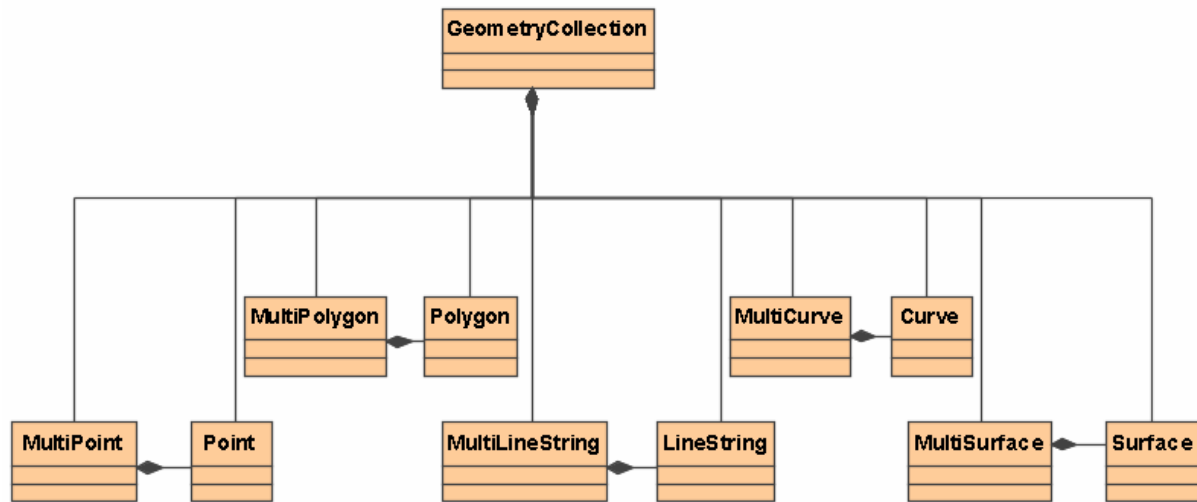 GeometryCollection
MultiPolygon
Polygon
MultiCurve
Curve
MultiPoint
Point
MultiLineString
LineString
MultiSurface
Surface